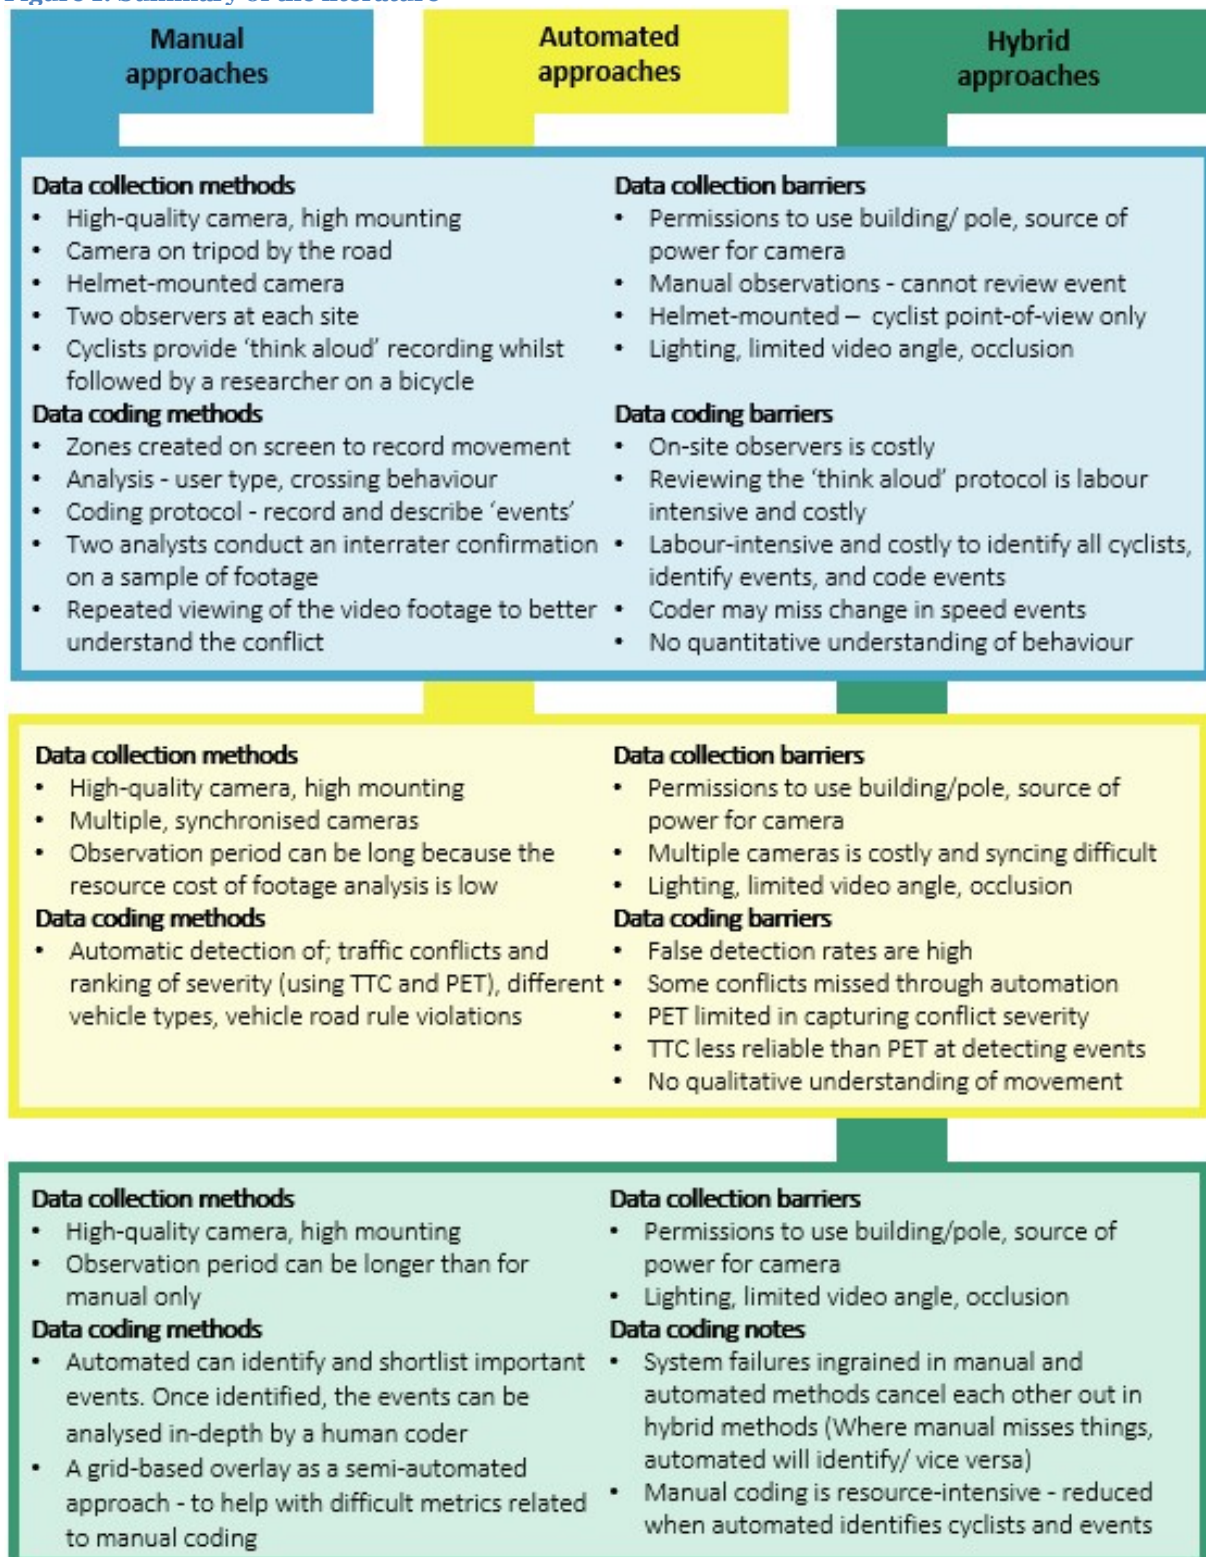 Figure 1: Summary of the literature
Manual
approaches
Automated
approaches
Hybrid
approaches
Data collection methods
• High-quality camera, high mounting
• Camera on tripod by the road
• Helmet-mounted camera
• Two observers at each site
• Cyclists provide ‘think aloud’ recording whilst
followed by a researcher on a bicycle
Data coding methods
• Zones created on screen to record movement
• Analysis - user type, crossing behaviour
• Coding protocol - record and describe ‘events’
• Two analysts conduct an interrater confirmation
on a sample of footage
• Repeated viewing of the video footage to better
understand the conflict
Data collection barriers
• Permissions to use building/ pole, source of
power for camera
• Manual observations - cannot review event
• Helmet-mounted – cyclist point-of-view only
• Lighting, limited video angle, occlusion
Data coding barriers
• On-site observers is costly
• Reviewing the ‘think aloud’ protocol is labour
intensive and costly
• Labour-intensive and costly to identify all cyclists,
identify events, and code events
• Coder may miss change in speed events
• No quantitative understanding of behaviour
Data collection methods
• High-quality camera, high mounting
• Multiple, synchronised cameras
• Observation period can be long because the
resource cost of footage analysis is low
Data coding methods
• Automatic detection of; traffic conflicts and
ranking of severity (using TTC and PET), different
vehicle types, vehicle road rule violations
Data collection barriers
• Permissions to use building/pole, source of
power for camera
• Multiple cameras is costly and syncing difficult
• Lighting, limited video angle, occlusion
Data coding barriers
• False detection rates are high
• Some conflicts missed through automation
• PET limited in capturing conflict severity
• TTC less reliable than PET at detecting events
• No qualitative understanding of movement
Data collection methods
• High-quality camera, high mounting
• Observation period can be longer than for
manual only
Data coding methods
• Automated can identify and shortlist important
events. Once identified, the events can be
analysed in-depth by a human coder
• A grid-based overlay as a semi-automated
approach - to help with difficult metrics related
to manual coding
Data collection barriers
• Permissions to use building/pole, source of
power for camera
• Lighting, limited video angle, occlusion
Data coding notes
• System failures ingrained in manual and
automated methods cancel each other out in
hybrid methods (Where manual misses things,
automated will identify/ vice versa)
• Manual coding is resource-intensive - reduced
when automated identifies cyclists and events